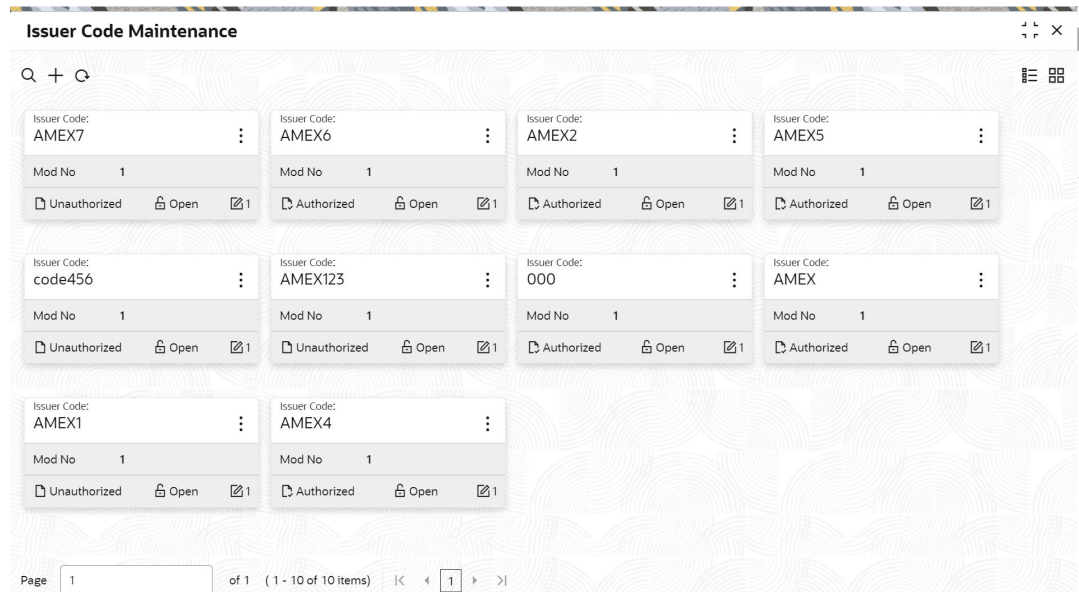 Issuer Code Maintenance
Issuer Code: Issuer Code: Issuer Code: Issuer Code:
AMEX7 AMEX6 AMEX2 AMEX5
Mod No 1 Mod No 1 Mod No 1 Mod No 1
Unauthorized Open 1 Authorized Open 1 Authorized Open 1 Authorized Open 1
Issuer Code: Issuer Code: Issuer Code: Issuer Code:
code456 AMEX123 000 AMEX
Mod No 1 Mod No 1 Mod No 1 Mod No 1
Unauthorized Open 1 Unauthorized Open 1 Authorized Open 1 Authorized Open 1
Issuer Code: Issuer Code:
AMEX1 AMEX4
Mod No 1 Mod No 1
Unauthorized Open 1 Authorized Open 1
Page 1 of 1 ( 1 - 10 of 10 items) 1